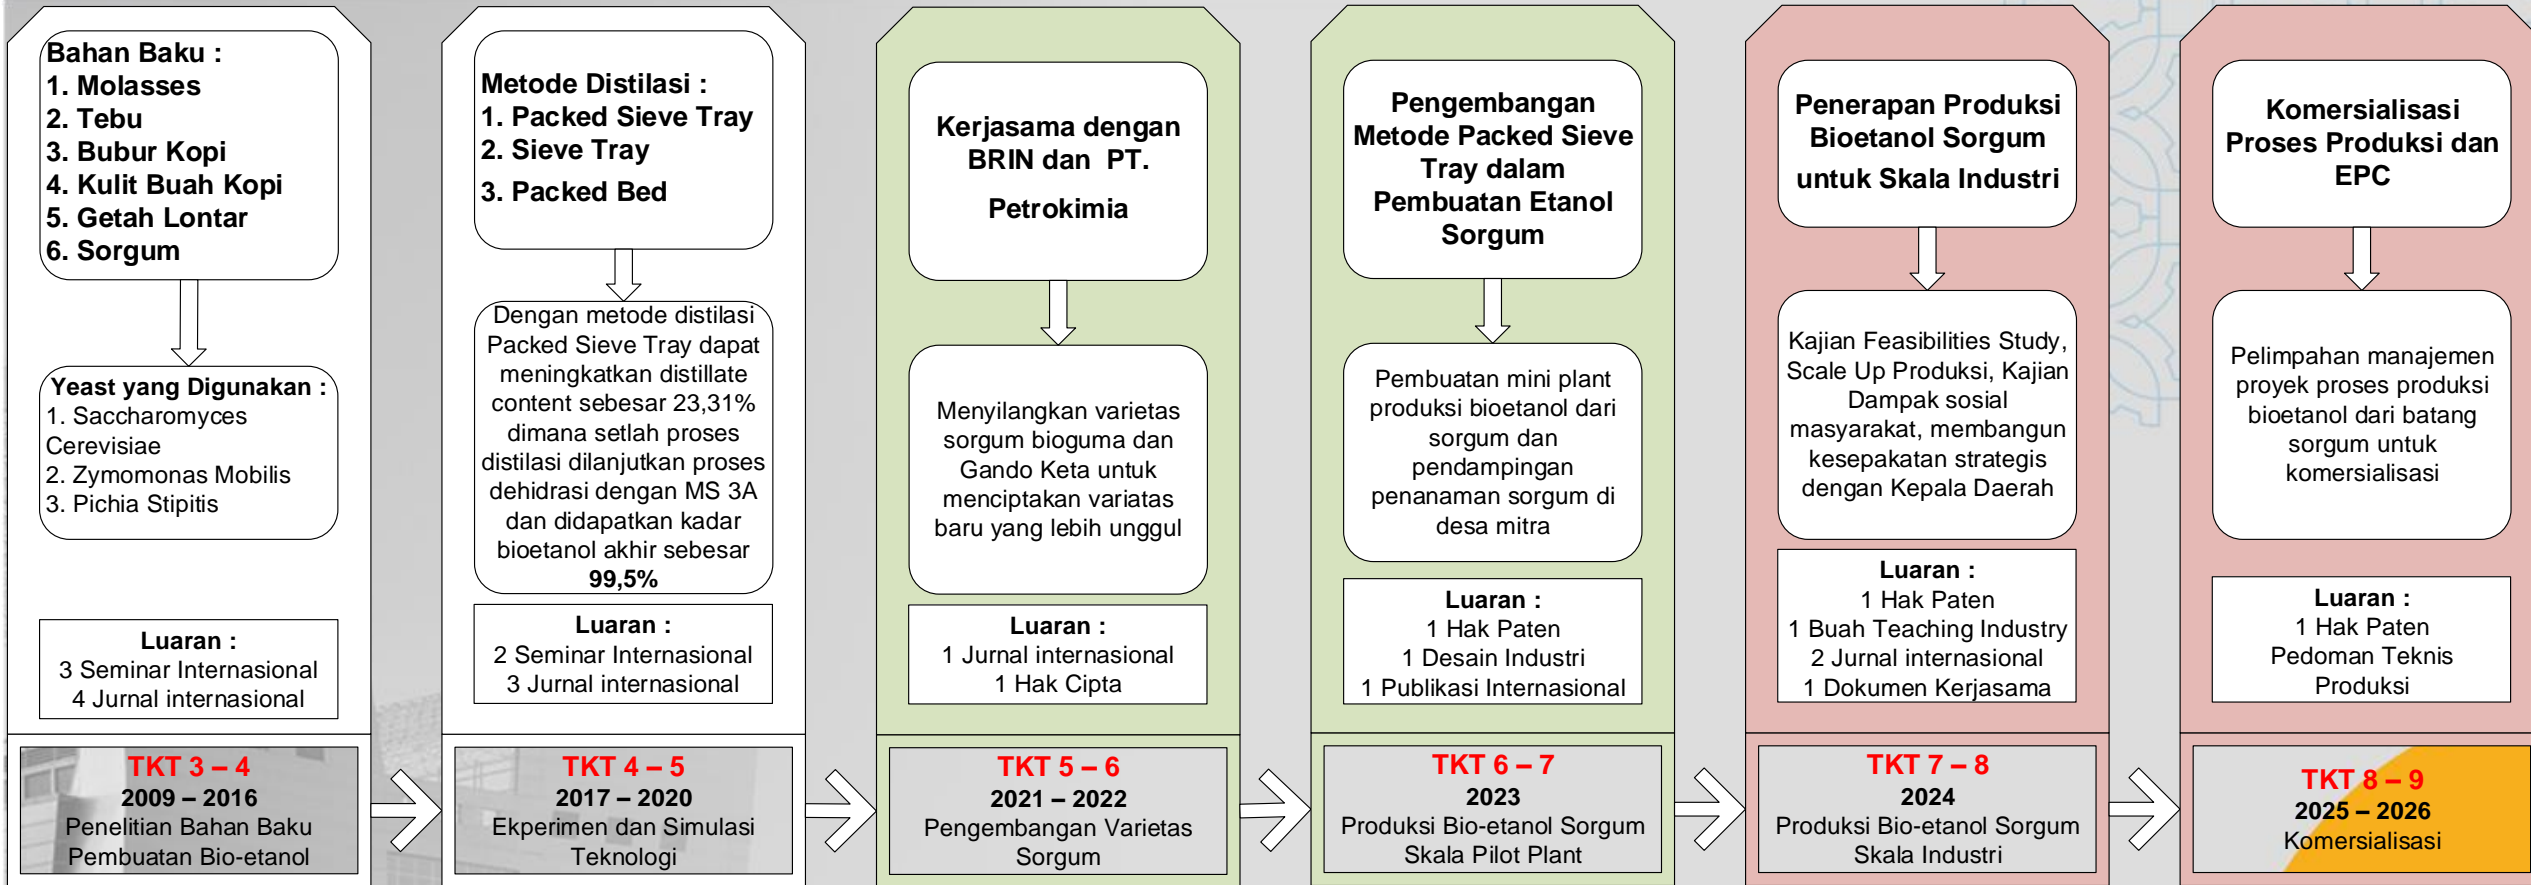 Bahan Baku :
1. Molasses
2. Tebu
3. Bubur Kopi
4. Kulit Buah Kopi
5. Getah Lontar
6. Sorgum
Yeast yang Digunakan :
1. Saccharomyces
Cerevisiae
2. Zymomonas Mobilis
3. Pichia Stipitis
Luaran :
3 Seminar Internasional
4 Jurnal internasional
TKT 3 – 4
2009 – 2016
Penelitian Bahan Baku
Pembuatan Bio-etanol
Metode Distilasi :
1. Packed Sieve Tray
2. Sieve Tray
3. Packed Bed
Dengan metode distilasi
Packed Sieve Tray dapat
meningkatkan distillate
content sebesar 23,31%
dimana setlah proses
distilasi dilanjutkan proses
dehidrasi dengan MS 3A
dan didapatkan kadar
bioetanol akhir sebesar
99,5%
Luaran :
2 Seminar Internasional
3 Jurnal internasional
TKT 4 – 5
2017 – 2020
Ekperimen dan Simulasi
Teknologi
Kerjasama dengan
BRIN dan PT.
Petrokimia
Menyilangkan varietas
sorgum bioguma dan
Gando Keta untuk
menciptakan variatas
baru yang lebih unggul
Luaran :
1 Jurnal internasional
1 Hak Cipta
TKT 5 – 6
2021 – 2022
Pengembangan Varietas
Sorgum
Pengembangan
Metode Packed Sieve
Tray dalam
Pembuatan Etanol
Sorgum
Pembuatan mini plant
produksi bioetanol dari
sorgum dan
pendampingan
penanaman sorgum di
desa mitra
Luaran :
1 Hak Paten
1 Desain Industri
1 Publikasi Internasional
TKT 6 – 7
2023
Produksi Bio-etanol Sorgum
Skala Pilot Plant
Penerapan Produksi
Bioetanol Sorgum
untuk Skala Industri
Kajian Feasibilities Study,
Scale Up Produksi, Kajian
Dampak sosial
masyarakat, membangun
kesepakatan strategis
dengan Kepala Daerah
Luaran :
1 Hak Paten
1 Buah Teaching Industry
2 Jurnal internasional
1 Dokumen Kerjasama
TKT 7 – 8
2024
Produksi Bio-etanol Sorgum
Skala Industri
Komersialisasi
Proses Produksi dan
EPC
Pelimpahan manajemen
proyek proses produksi
bioetanol dari batang
sorgum untuk
komersialisasi
Luaran :
1 Hak Paten
Pedoman Teknis
Produksi
TKT 8 – 9
2025 – 2026
Komersialisasi